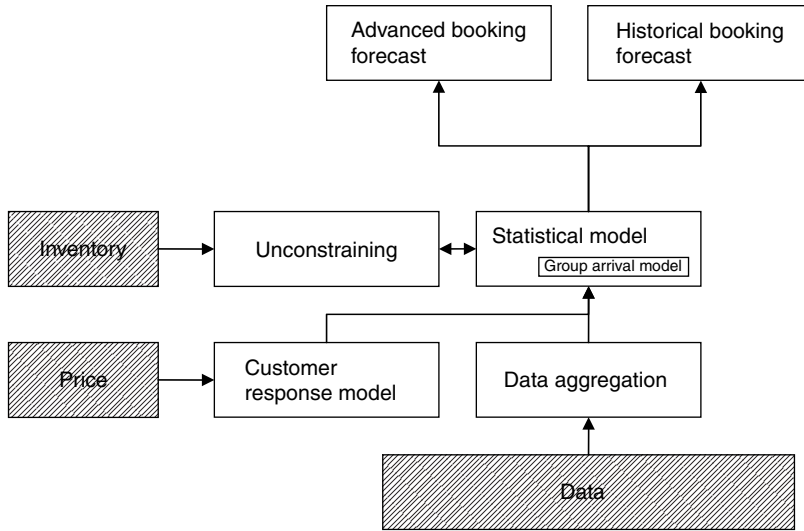 Advanced booking
forecast
Historical booking
forecast
Inventory
Unconstraining
Statistical model
Group arrival model
Price
Customer
response model
Data aggregation
Data